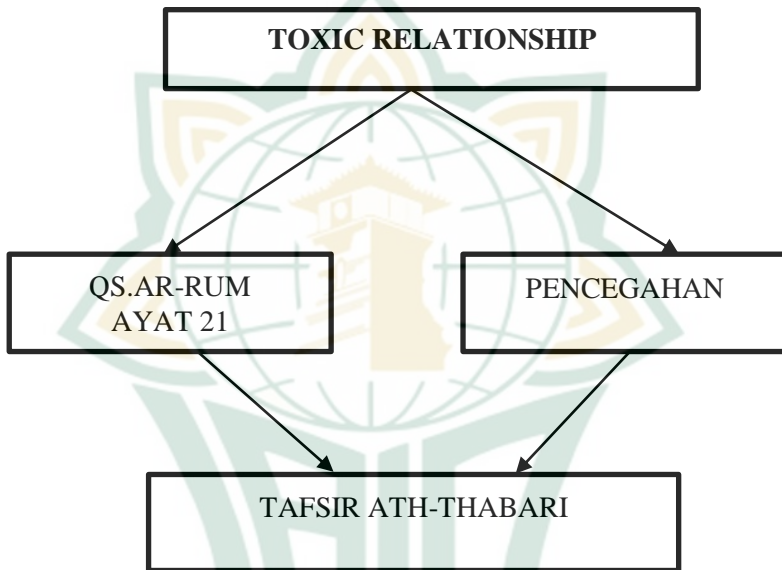 TOXIC RELATIONSHIP
QS.AR-RUM
AYAT 21
PENCEGAHAN
TAFSIR ATH-THABARI